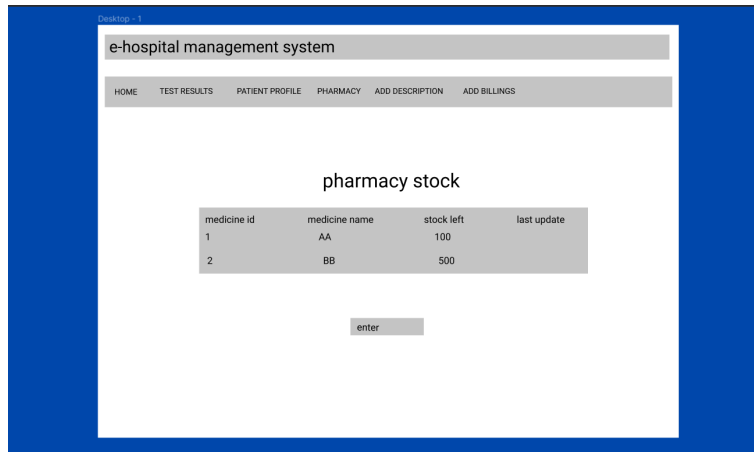 Desktop - 1
e-hospital management system
HOME TEST RESULTS PATIENT PROFILE PHARMACY ADD DESCRIPTION ADD BILLINGS
pharmacy stock
medicine id medicine name stock left last update
1 AA 100
2 BB 500
enter